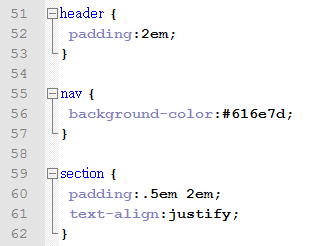 51 header {
52 padding:2em;
53 }
54
55 nav {
56 background-color:#616e7d;
57 }
58
59 section {
60 padding:.5em 2em;
61 text-align:justify;
62 }